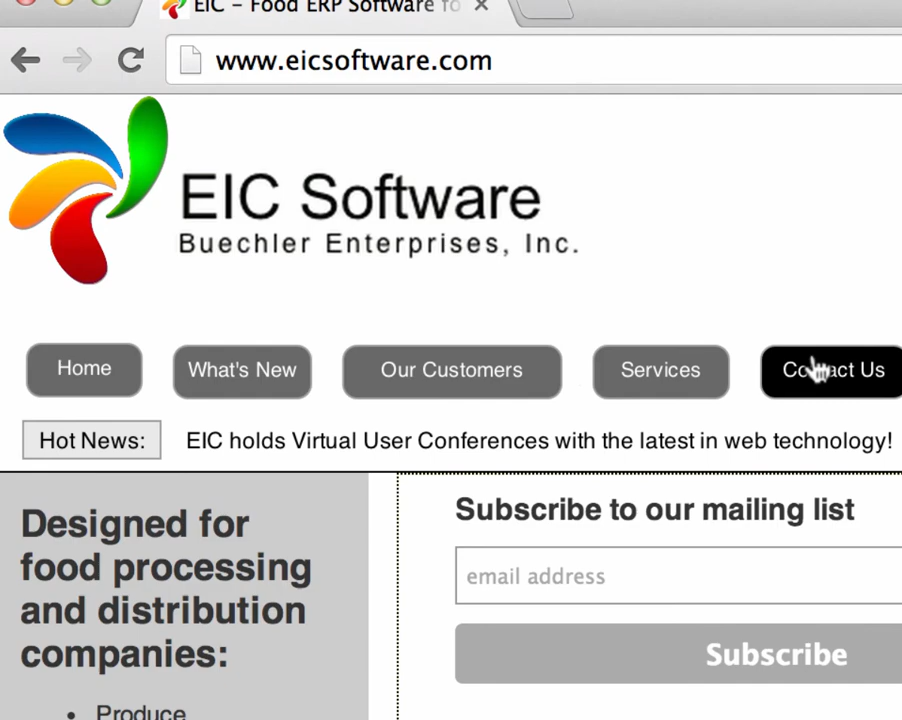 EIC – Food ERP Software fo
www.eicsoftware.com
EIC Software
Buechler Enterprises, Inc.
Home
What's New
Our Customers
Services
Contact Us
Hot News:
EIC holds Virtual User Conferences with the latest in web technology!
Designed for
food processing
and distribution
companies:
• Produce
Subscribe to our mailing list
email address
Subscribe